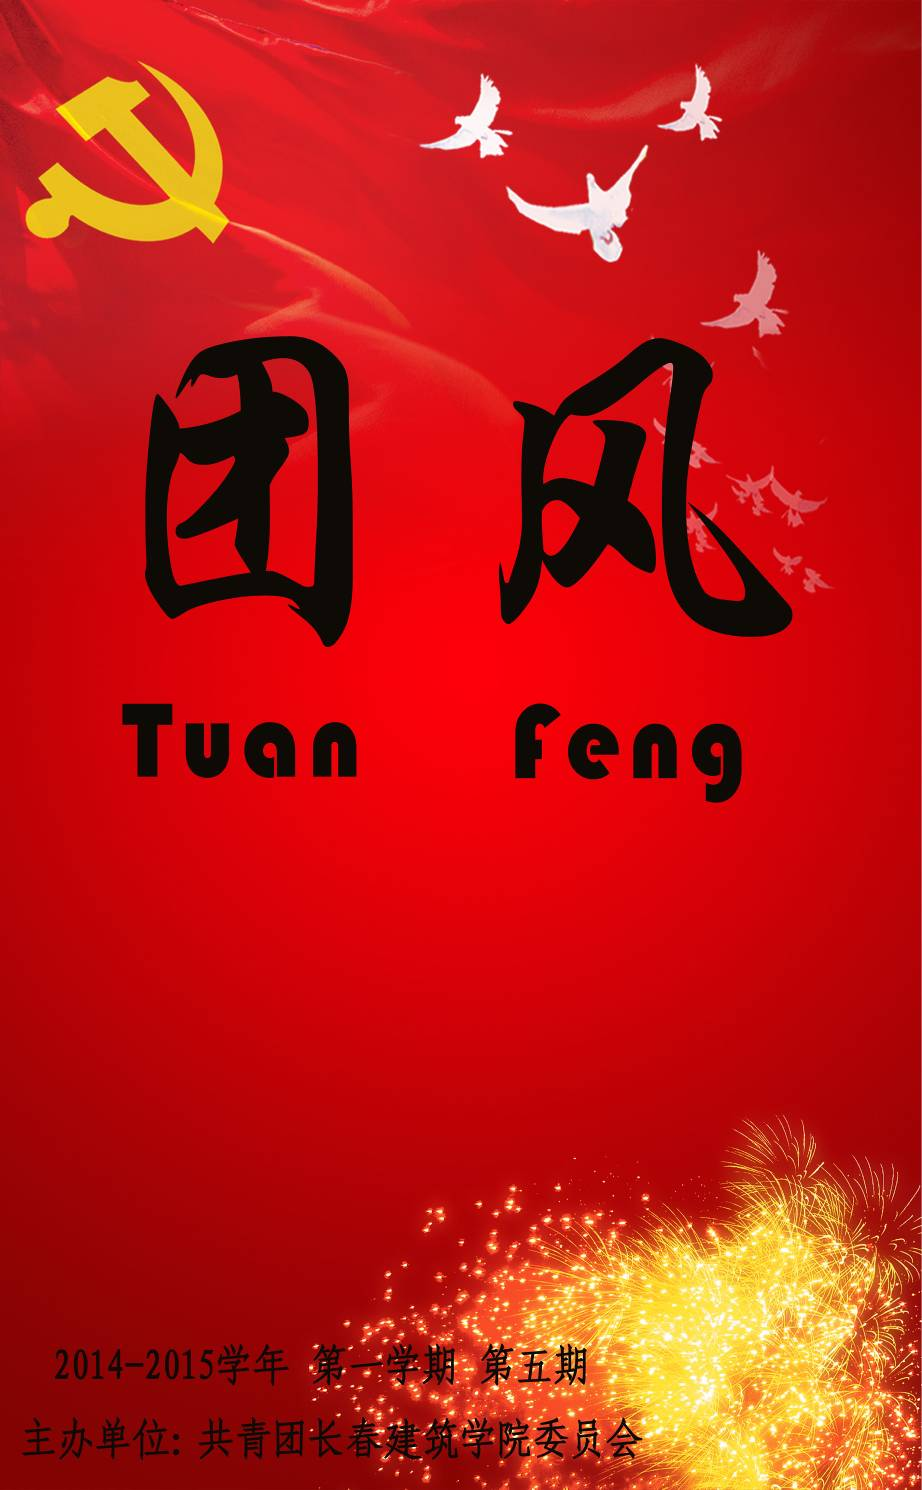 团 风
Tuan Feng
2014-2015学年 第一学期 第五期
主办单位: 共青团长春建筑学院委员会